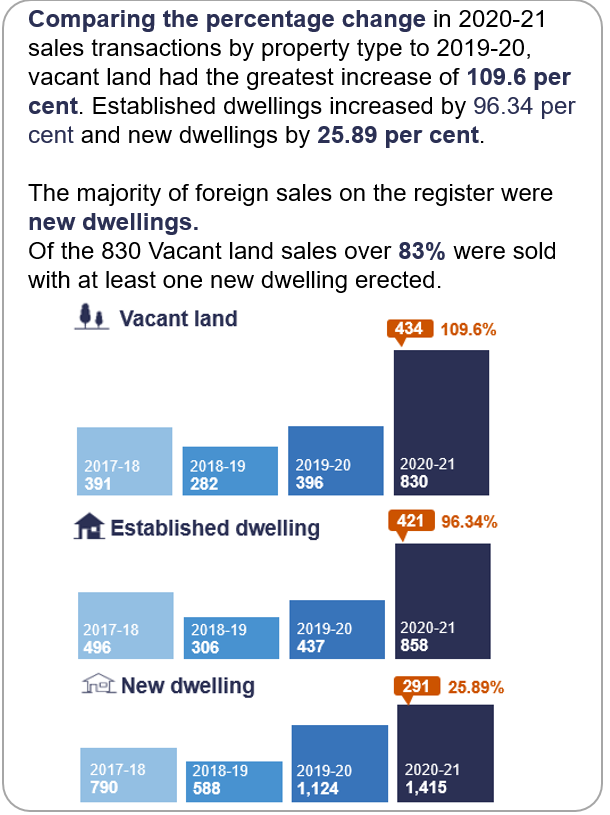 Comparing the percentage change in 2020-21
sales transactions by property type to 2019-20,
vacant land had the greatest increase of 109.6 per
cent. Established dwellings increased by 96.34 per
cent and new dwellings by 25.89 per cent.
The majority of foreign sales on the register were
new dwellings.
Of the 830 Vacant land sales over 83% were sold
with at least one new dwelling erected.
Vacant land
434 109.6%
2017-18
391
2018-19
282
2019-20
396
2020-21
830
Established dwelling
421 96.34%
2017-18
496
2018-19
306
2019-20
437
2020-21
858
New dwelling
291 25.89%
2017-18
790
2018-19
588
2019-20
1,124
2020-21
1,415